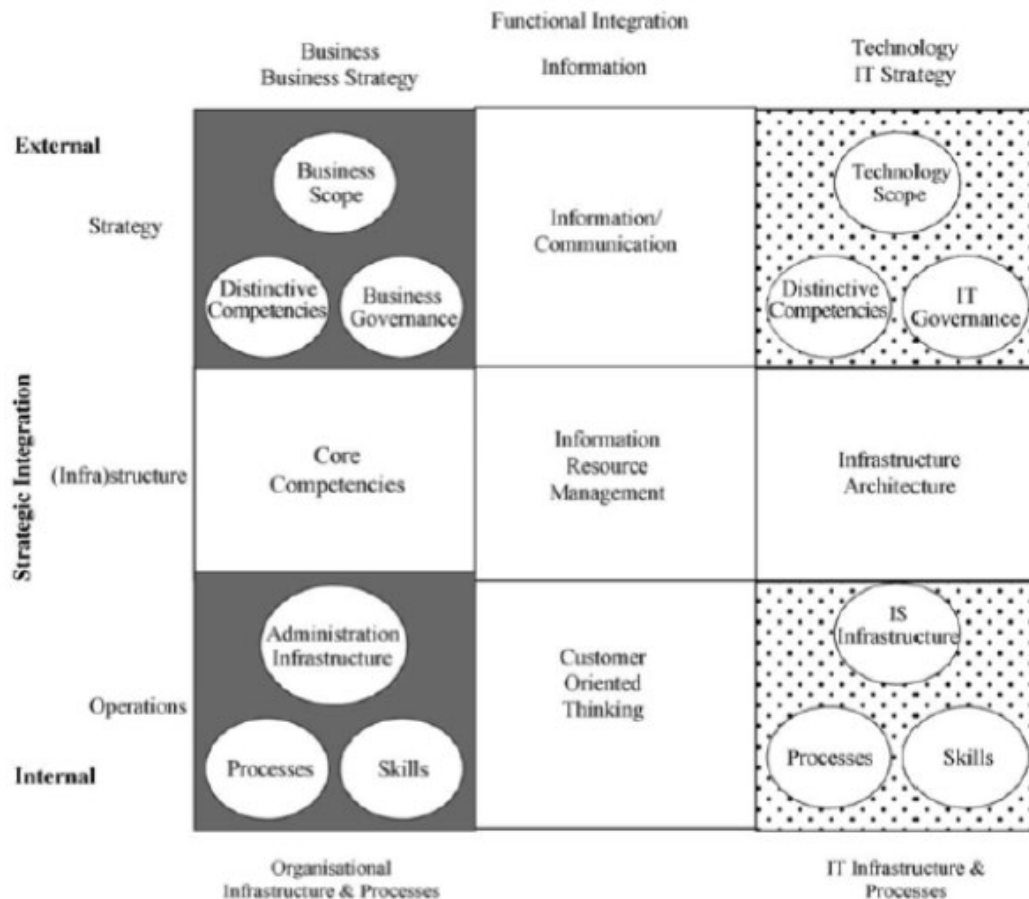 Functional Integration
Business
Business Strategy
Information
Technology
IT Strategy
External
Strategy
Business
Scope
Distinctive
Competencies
Business
Governance
Information/
Communication
Technology
Scope
Distinctive
Competencies
IT
Governance
Strategic Integration
(Infra)structure
Core
Competencies
Information
Resource
Management
Infrastructure
Architecture
Operations
Administration
Infrastructure
Processes
Skills
Customer
Oriented
Thinking
IS
Infrastructure
Processes
Skills
Internal
Organisational
Infrastructure & Processes
IT Infrastructure &
Processes